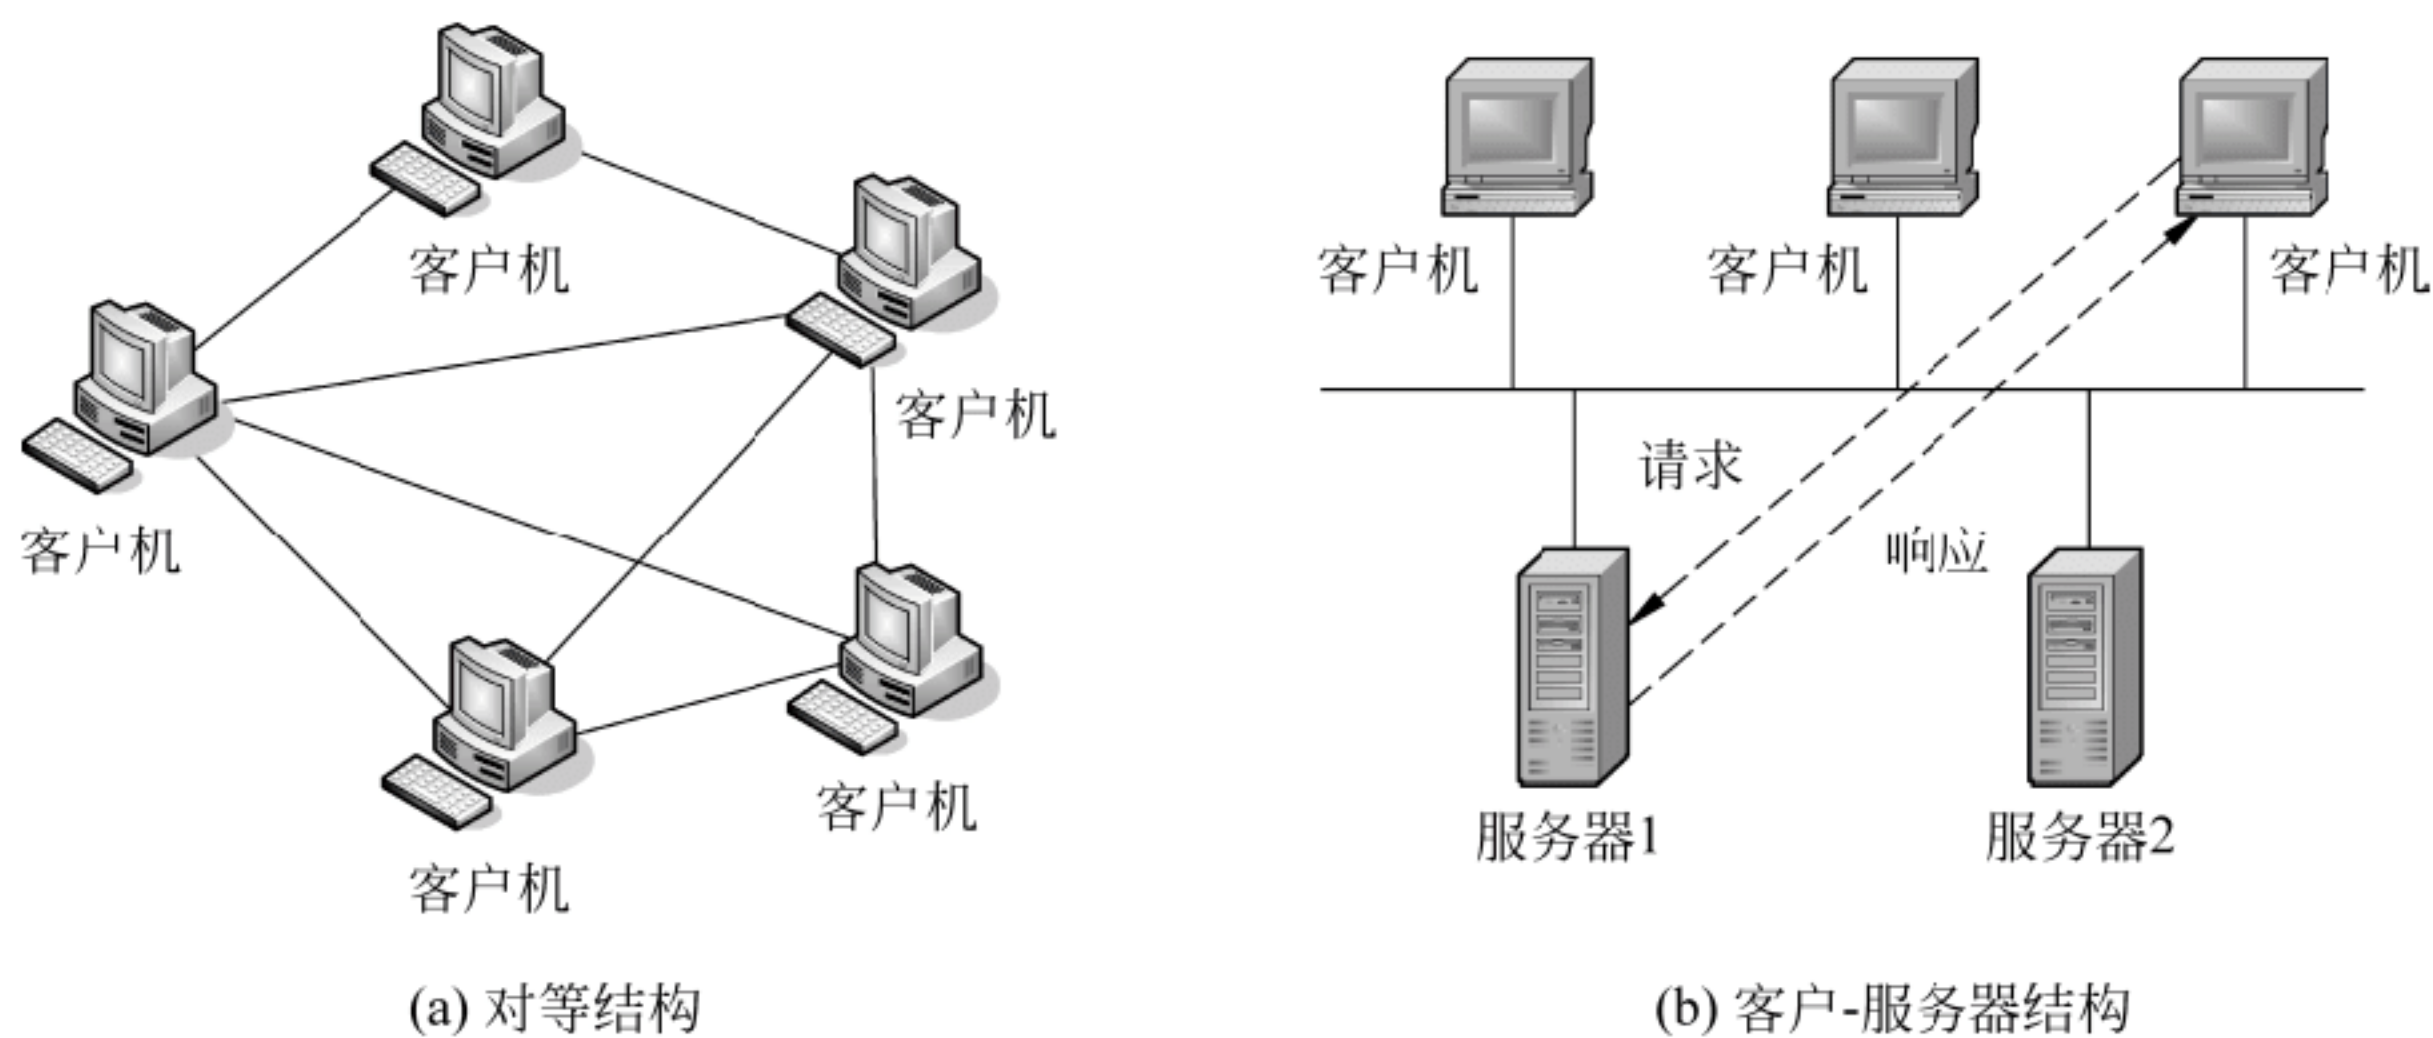 客户机
客户机
客户机
客户机
客户机
(a) 对等结构
客户机
客户机
客户机
请求
响应
服务器1
服务器2
(b) 客户-服务器结构